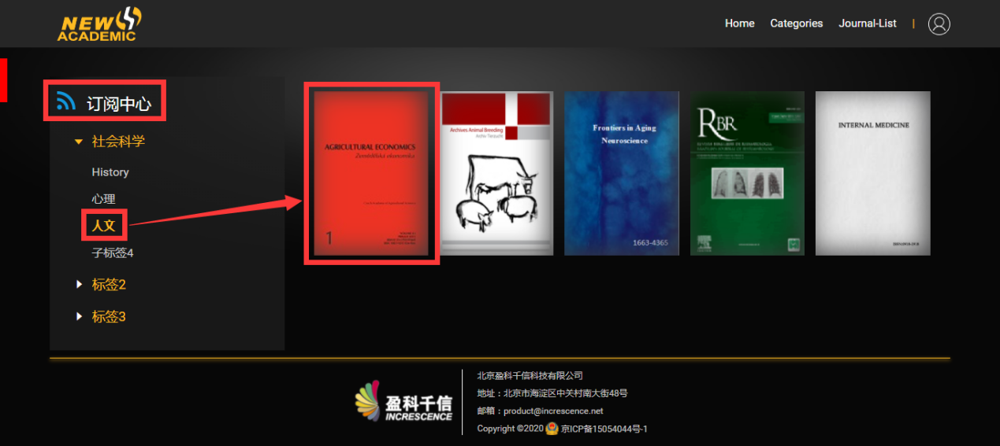 NEW
ACADEMIC
Home
Categories
Journal-List
订阅中心
社会科学
History
心理
人文
子标签4
标签2
标签3
AGRICULTURAL ECONOMICS
Zemědělská ekonomika
1
Archives Animal Breeding
Archiv Tierzucht
Frontiers in Aging
Neuroscience
1663-4365
RBR
INTERNAL MEDICINE
盈科千信
INCRESCENCE
北京盈科千信科技有限公司
地址：北京市海淀区中关村南大街48号
邮箱：product@increscence.net
Copyright ©2020 京ICP备15054044号-1